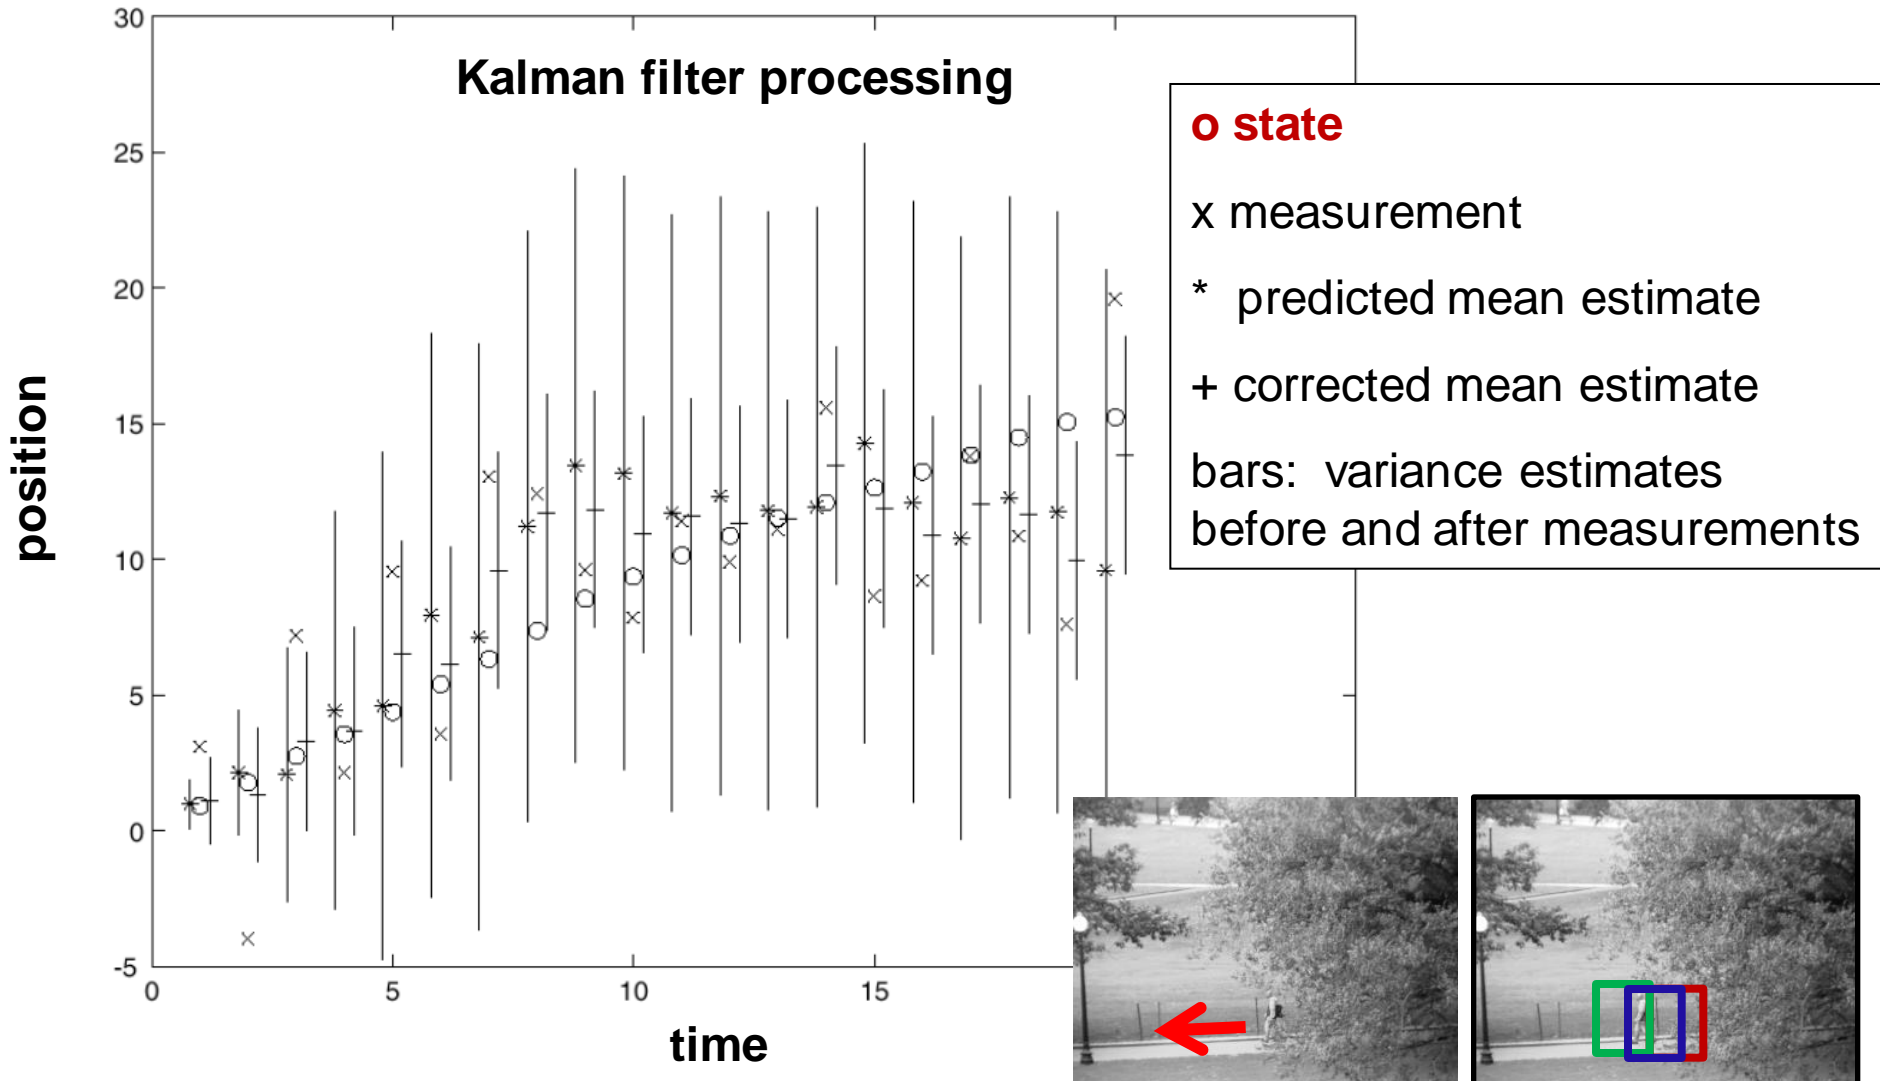 Kalman filter processing
30
25
20
15
10
5
0
-5
0
5
10
15
position
time
o state
x measurement
* predicted mean estimate
+ corrected mean estimate
bars: variance estimates
before and after measurements